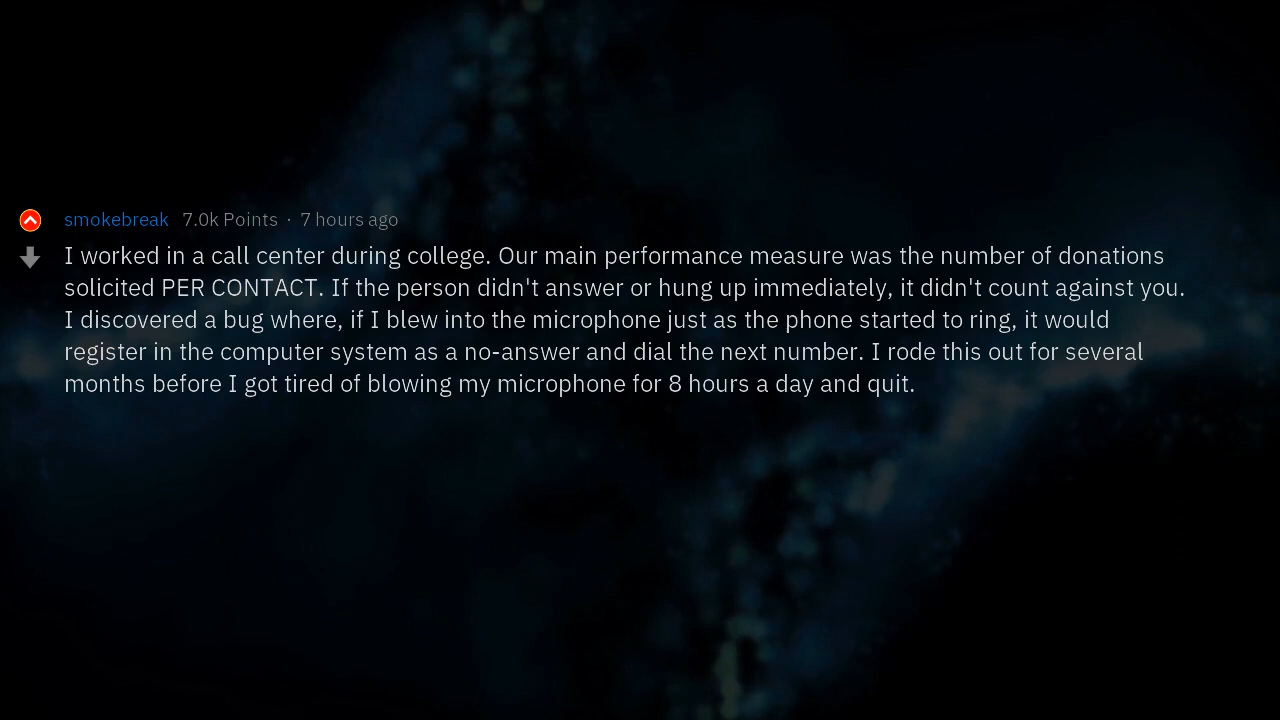 smokebreak 7.0k Points · 7 hours ago
I worked in a call center during college. Our main performance measure was the number of donations
solicited PER CONTACT. If the person didn't answer or hung up immediately, it didn't count against you.
I discovered a bug where, if I blew into the microphone just as the phone started to ring, it would
register in the computer system as a no-answer and dial the next number. I rode this out for several
months before I got tired of blowing my microphone for 8 hours a day and quit.